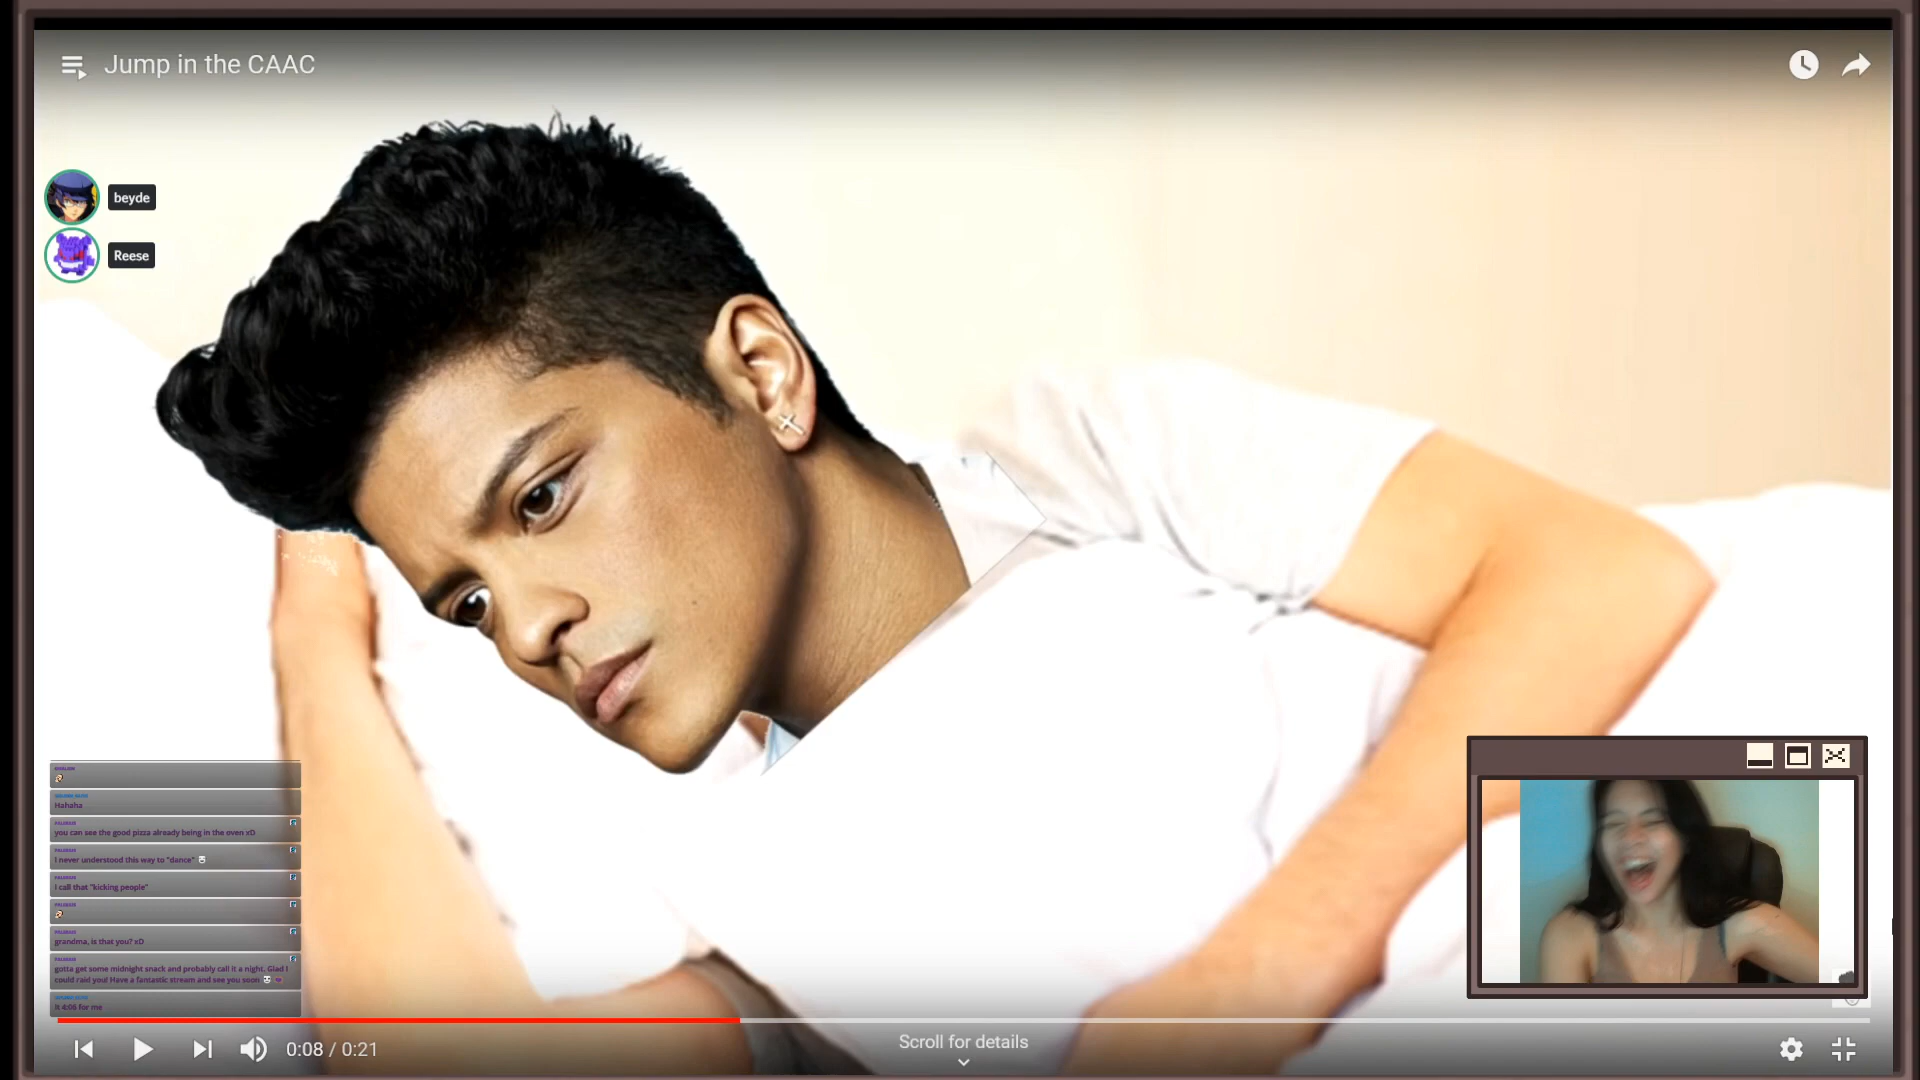 Jump in the CAAC
beyde
Reese
Hahaha
you can see the good pizza already being in the oven xD
I never understood this way to "dance"
I call that "kicking people"
grandma, is that you? xD
gotta get some midnight snack and probably call it a night. Glad I
could raid you! Have a fantastic stream and see you soon
it 4:05 for me
0:08 / 0:21
Scroll for details